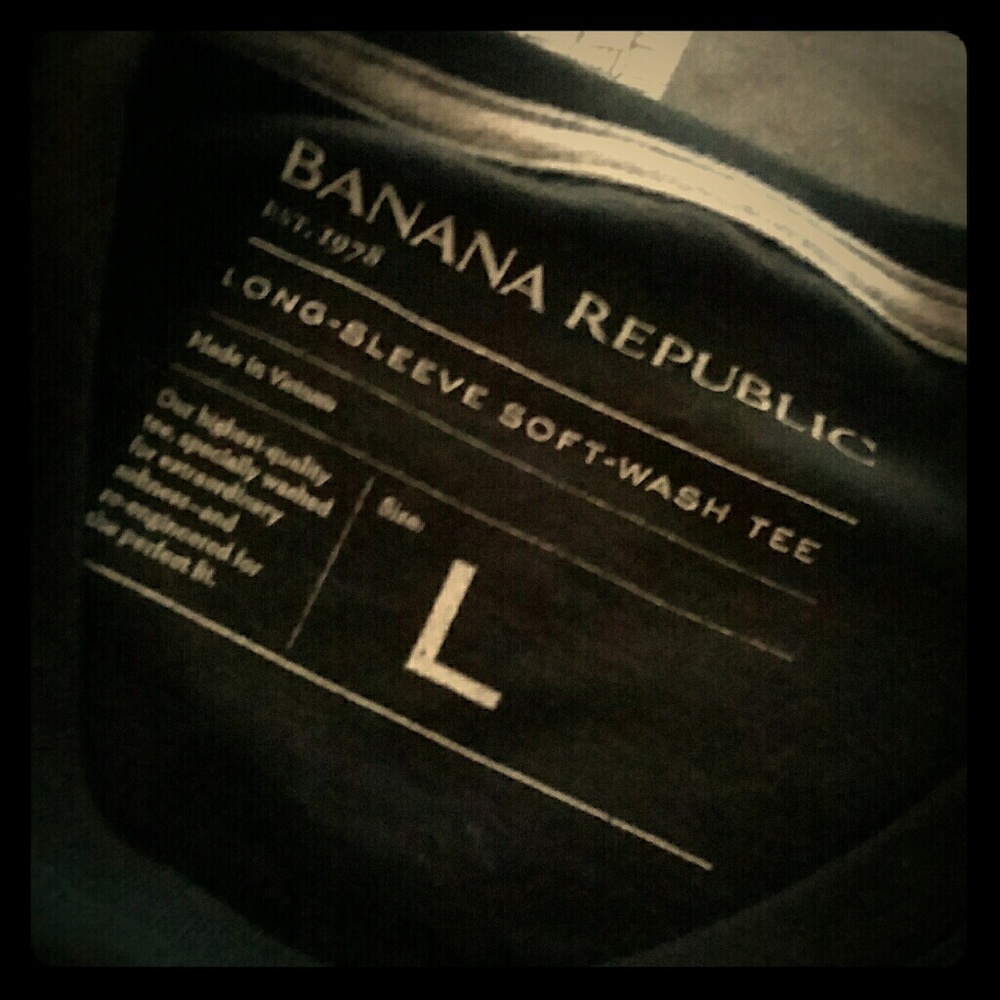 BANANA REPUBLIC
EST. 1978
LONG-SLEEVE SOFT-WASH TEE
Made in Vietnam
Our highest-quality
tee, specially washed
for extraordinary
softness—and
re-engineered for
the perfect fit.
Size:
L